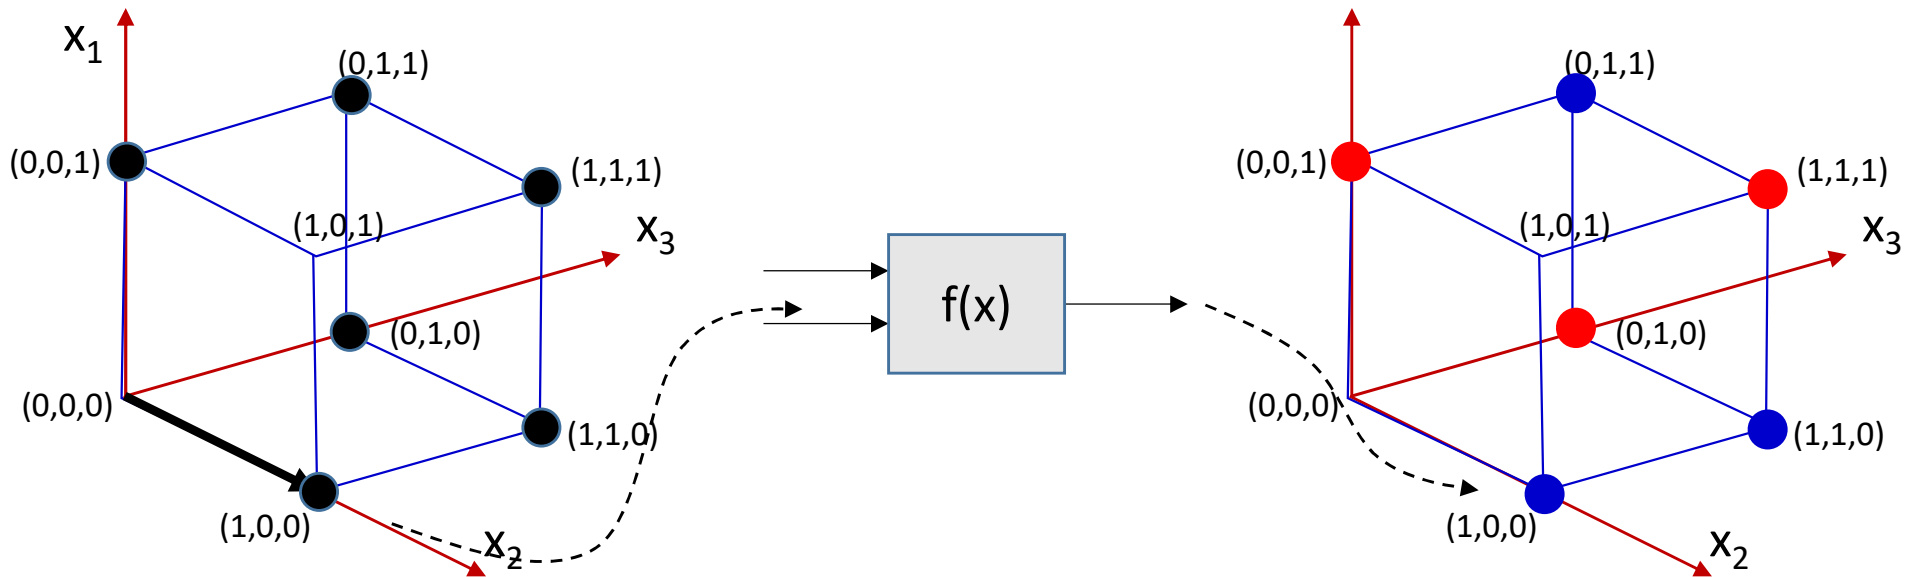 x1
(0,1,1)
(0,0,1)
(1,1,1)
(1,0,1)
x3
(0,1,0)
(0,0,0)
(1,1,0)
(1,0,0)
x2
f(x)
(0,1,1)
(0,0,1)
(1,1,1)
(1,0,1)
x3
(0,1,0)
(0,0,0)
(1,1,0)
(1,0,0)
x2